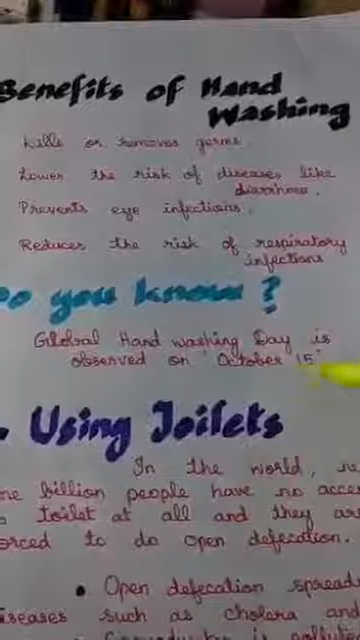 Benefits of Hand
Washing
kills or removes germs.
Lower the risk of diseases like
diarrhoea.
Prevents eye infections.
Reduces the risk of respiratory
infections
Do you know?
Global Hand washing Day is
observed on 'October 15'
Using Toilets
In the world,
billion people have no
toilet at all and they
to do open defecation.
• Open defecation spreads
such as cholera and